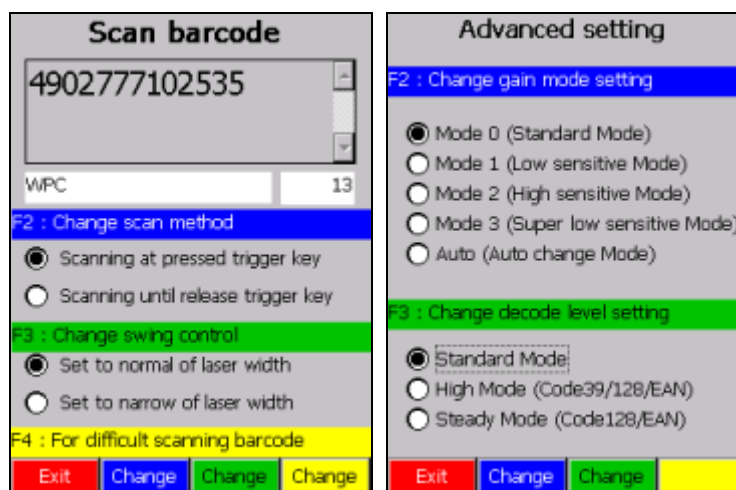 Scan barcode
4902777102535
WPC 13
F2 : Change scan method
Scanning at pressed trigger key
Scanning until release trigger key
F3 : Change swing control
Set to normal of laser width
Set to narrow of laser width
F4 : For difficult scanning barcode
Exit Change Change Change
Advanced setting
F2 : Change gain mode setting
Mode 0 (Standard Mode)
Mode 1 (Low sensitive Mode)
Mode 2 (High sensitive Mode)
Mode 3 (Super low sensitive Mode)
Auto (Auto change Mode)
F3 : Change decode level setting
Standard Mode
High Mode (Code39/128/EAN)
Steady Mode (Code128/EAN)
Exit Change Change